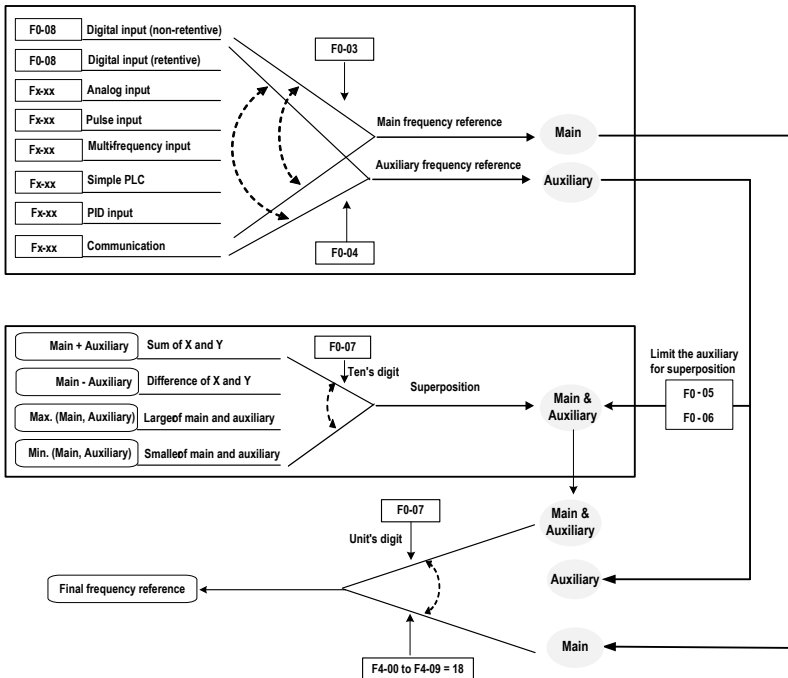 F0-08 Digital input (non-retentive)
F0-08 Digital input (retentive)
Fx-xx Analog input
Fx-xx Pulse input
Fx-xx Multi-frequency input
Fx-xx Simple PLC
Fx-xx PID input
Fx-xx Communication
F0-03
Main frequency reference
Main
Auxiliary frequency reference
Auxiliary
F0-04
Main + Auxiliary Sum of X and Y
Main - Auxiliary Difference of X and Y
Max. (Main, Auxiliary) Largeof main and auxiliary
Min. (Main, Auxiliary) Smalleof main and auxiliary
F0-07
Ten's digit
Superposition
Main &
Auxiliary
Limit the auxiliary
for superposition
F0-05
F0-06
F0-07
Unit's digit
Main &
Auxiliary
Auxiliary
Main
Final frequency reference
F4-00 to F4-09 = 18